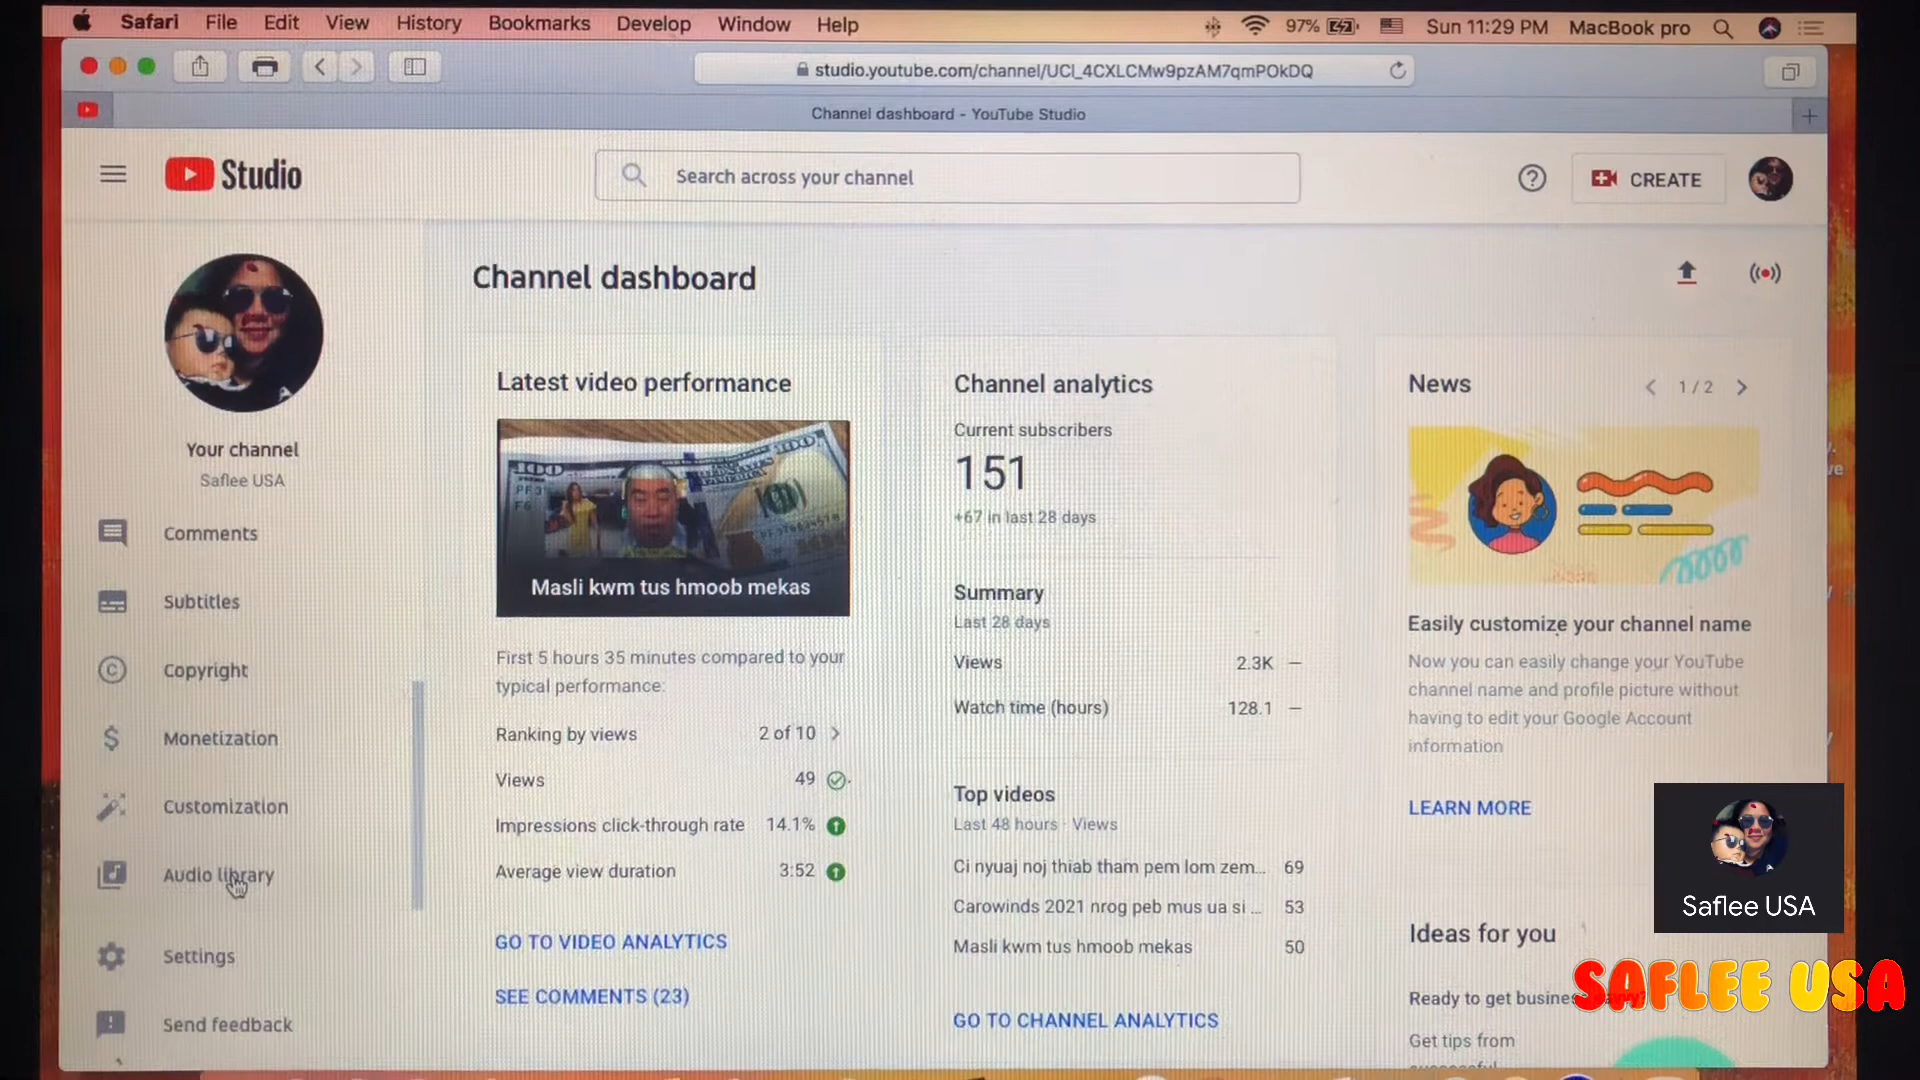 Safari File Edit View History Bookmarks Develop Window Help
97% Sun 11:29 PM MacBook pro
studio.youtube.com/channel/UCl_4CXLCMw9pzAM7qmPOkDQ
Channel dashboard - YouTube Studio
Studio
Search across your channel
CREATE
Your channel
Saflee USA
Comments
Subtitles
Copyright
Monetization
Customization
Audio library
Settings
Send feedback
Channel dashboard
Latest video performance
Masli kwm tus hmoob mekas
First 5 hours 35 minutes compared to your
typical performance:
Ranking by views 2 of 10
Views 49
Impressions click-through rate 14.1%
Average view duration 3:52
GO TO VIDEO ANALYTICS
SEE COMMENTS (23)
Channel analytics
Current subscribers
151
+67 in last 28 days
Summary
Last 28 days
Views 2.3K —
Watch time (hours) 128.1 —
Top videos
Last 48 hours · Views
Ci nyuaj noj thiab tham pem lom zem... 69
Carowinds 2021 nrog peb mus ua si ... 53
Masli kwm tus hmoob mekas 50
GO TO CHANNEL ANALYTICS
News
1 / 2
Easily customize your channel name
Now you can easily change your YouTube
channel name and profile picture without
having to edit your Google Account
information
LEARN MORE
Ideas for you
Ready to get
Get tips from
Saflee USA
SAFLEE USA